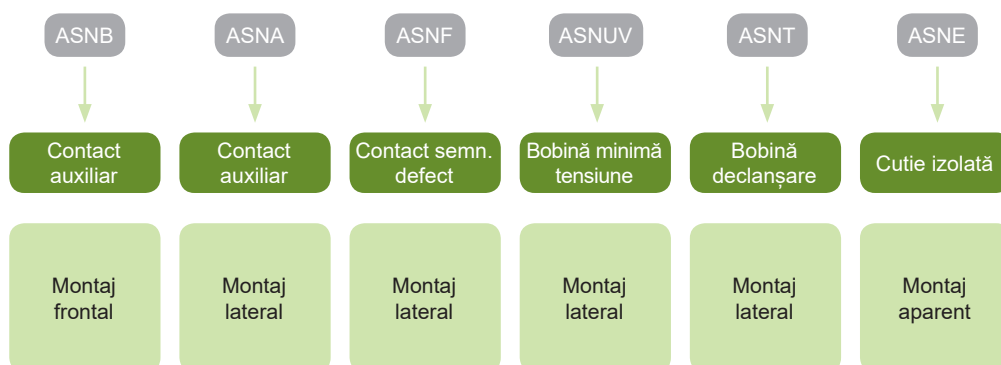 ASNB
ASNA
ASNF
ASNUV
ASNT
ASNE
Contact
auxiliar
Contact
auxiliar
Contact semn.
defect
Bobină minimă
tensiune
Bobină
declanșare
Cutie izolată
Montaj
frontal
Montaj
lateral
Montaj
lateral
Montaj
lateral
Montaj
lateral
Montaj
aparent